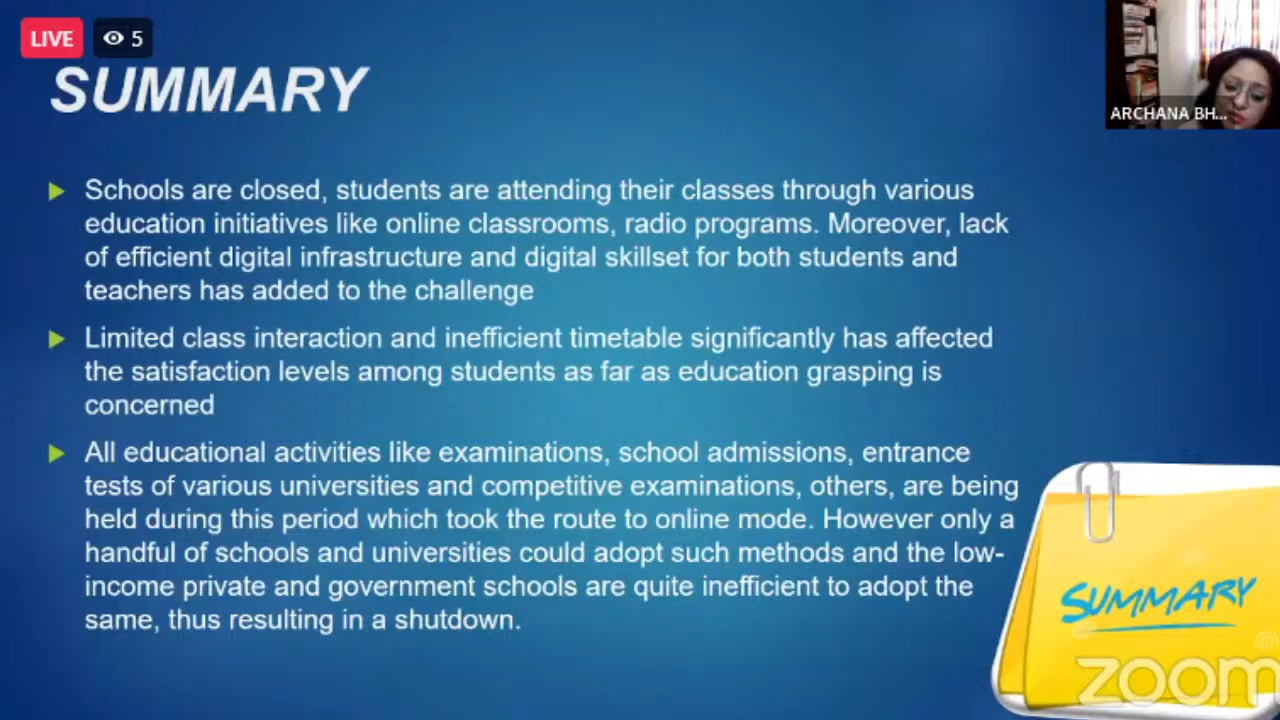 LIVE 5
SUMMARY
ARCHANA BH...
Schools are closed, students are attending their classes through various
education initiatives like online classrooms, radio programs. Moreover, lack
of efficient digital infrastructure and digital skillset for both students and
teachers has added to the challenge
Limited class interaction and inefficient timetable significantly has affected
the satisfaction levels among students as far as education grasping is
concerned
All educational activities like examinations, school admissions, entrance
tests of various universities and competitive examinations, others, are being
held during this period which took the route to online mode. However only a
handful of schools and universities could adopt such methods and the low-
income private and government schools are quite inefficient to adopt the
same, thus resulting in a shutdown.
SUMMARY
zoom